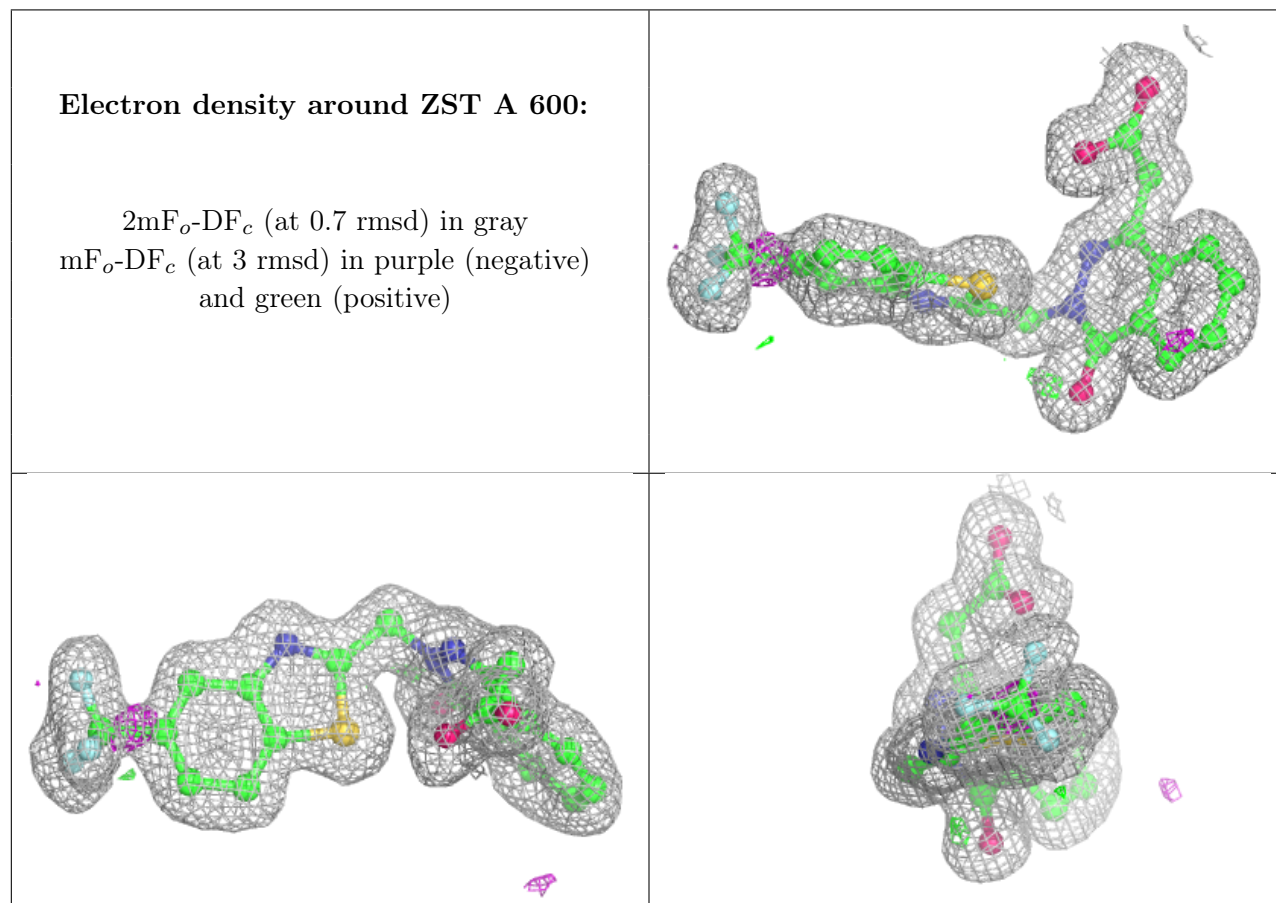 Electron density around ZST A 600:
2mFo-DFc (at 0.7 rmsd) in gray
mFo-DFc (at 3 rmsd) in purple (negative)
and green (positive)